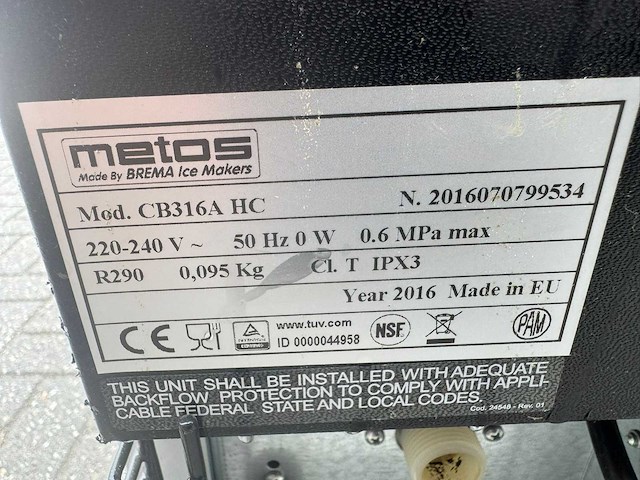 metos
Made By BREMA Ice Makers
Mod. CB316A HC N. 2016070799534
220-240 V ~ 50 Hz 0 W 0.6 MPa max
R290 0,095 Kg Cl. T IPX3
Year 2016 Made in EU
CE www.tuv.com NSF PAM
ID 0000044958
THIS UNIT SHALL BE INSTALLED WITH ADEQUATE
BACKFLOW PROTECTION TO COMPLY WITH APPLI-
CABLE FEDERAL STATE AND LOCAL CODES.
Cod. 24548 - Rev. 01